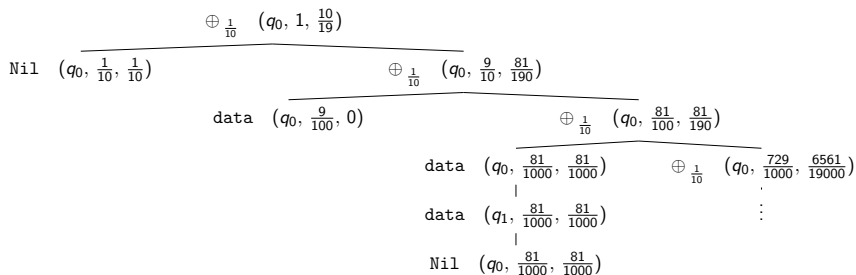 ⊕ 1/10 (q₀, 1, 10/19)
Nil (q₀, 1/10, 1/10) ⊕ 1/10 (q₀, 9/10, 81/190)
data (q₀, 9/100, 0) ⊕ 1/10 (q₀, 81/100, 81/190)
data (q₀, 81/1000, 81/1000) ⊕ 1/10 (q₀, 729/1000, 6561/19000)
data (q₁, 81/1000, 81/1000) ⋮
Nil (q₀, 81/1000, 81/1000)